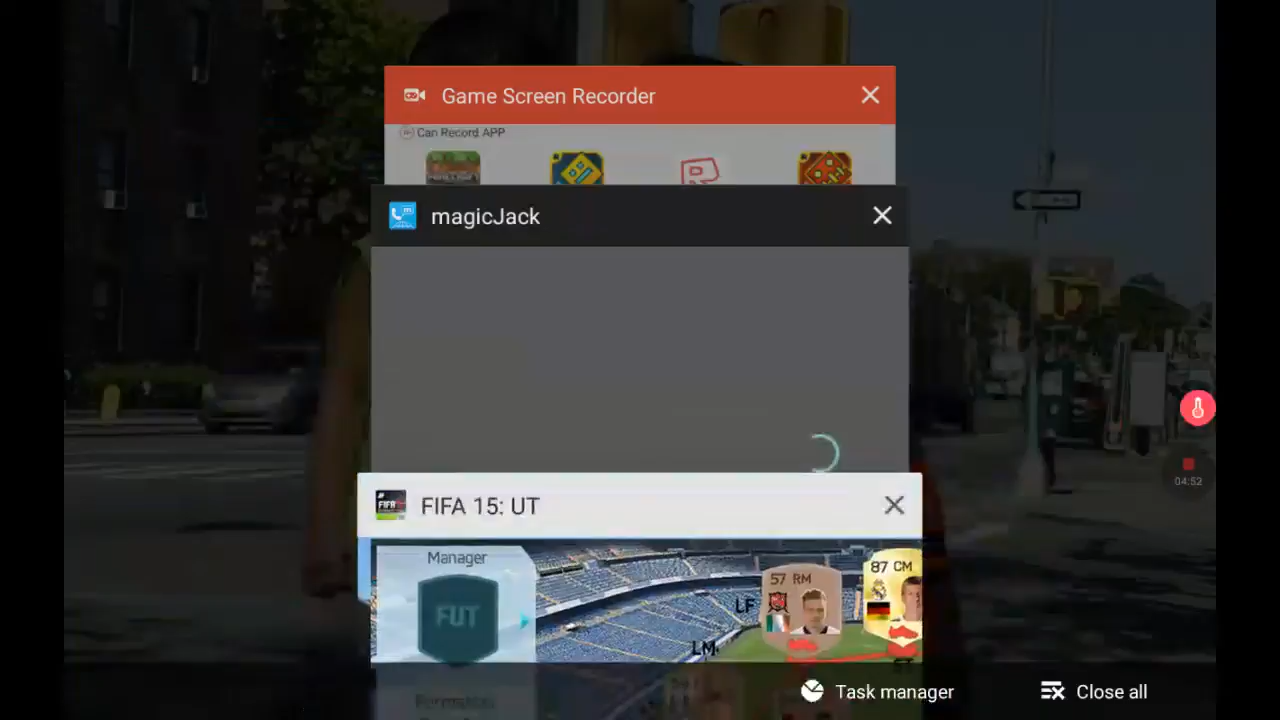 Game Screen Recorder
Can Record APP
magicJack
04:52
FIFA 15: UT
Manager
87 CM
57 RM
FUT
LF
LM
Task manager
Close all